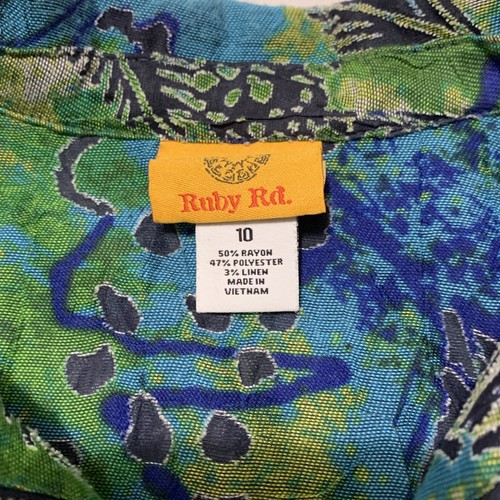 Ruby Rd.
10
50% RAYON
47% POLYESTER
3% LINEN
MADE IN
VIETNAM